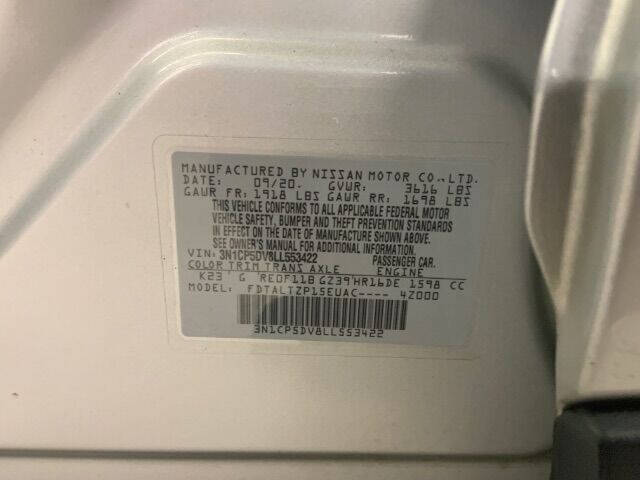 MANUFACTURED BY NISSAN MOTOR CO.,LTD.
DATE: 09/20. GVWR: 3616 LBS
GAWR FR: 1918 LBS GAWR RR: 1698 LBS
THIS VEHICLE CONFORMS TO ALL APPLICABLE FEDERAL MOTOR
VEHICLE SAFETY, BUMPER AND THEFT PREVENTION STANDARDS
IN EFFECT ON THE DATE OF MANUFACTURE SHOWN ABOVE.
SEE OWNER'S MANUAL FOR ADDITIONAL INFORMATION.
VIN: 3N1CP5DV8LL553422 PASSENGER CAR.
COLOR TRIM TRANS AXLE ENGINE
K23 G RE0F11B GZ39 HR16DE 1598 CC
MODEL: FDTALTZP15EUAC---- 4Z000
3N1CP5DV8LL553422